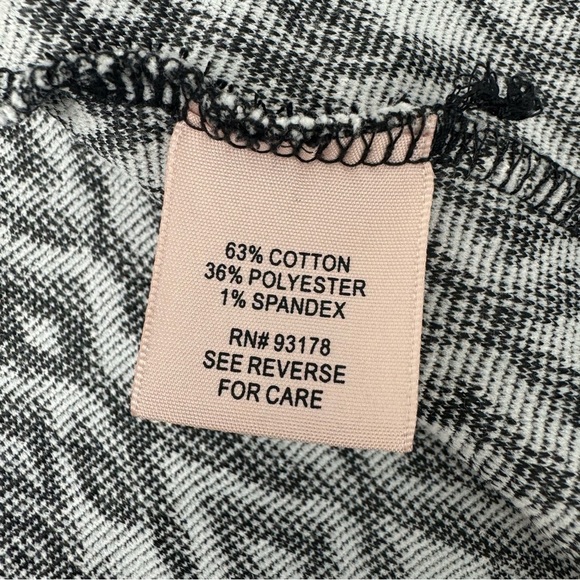 63% COTTON
36% POLYESTER
1% SPANDEX
RN# 93178
SEE REVERSE
FOR CARE